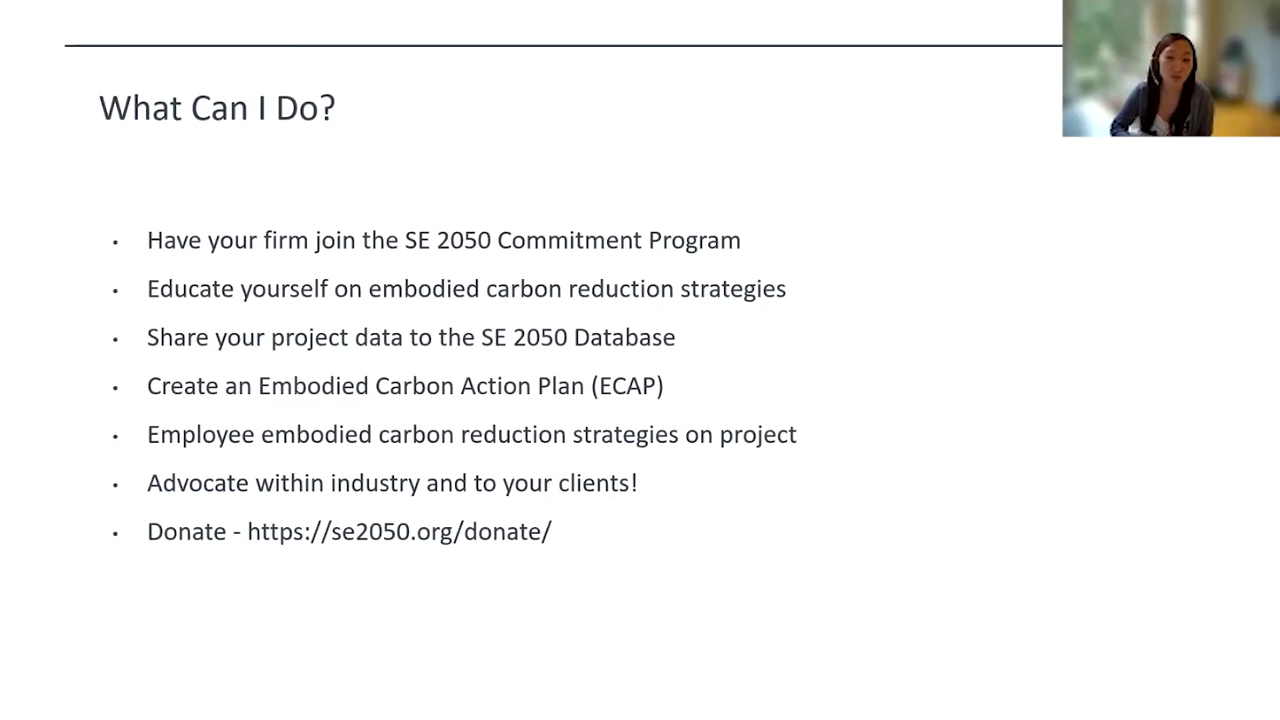 What Can I Do?
• Have your firm join the SE 2050 Commitment Program
• Educate yourself on embodied carbon reduction strategies
• Share your project data to the SE 2050 Database
• Create an Embodied Carbon Action Plan (ECAP)
• Employee embodied carbon reduction strategies on project
• Advocate within industry and to your clients!
• Donate - https://se2050.org/donate/